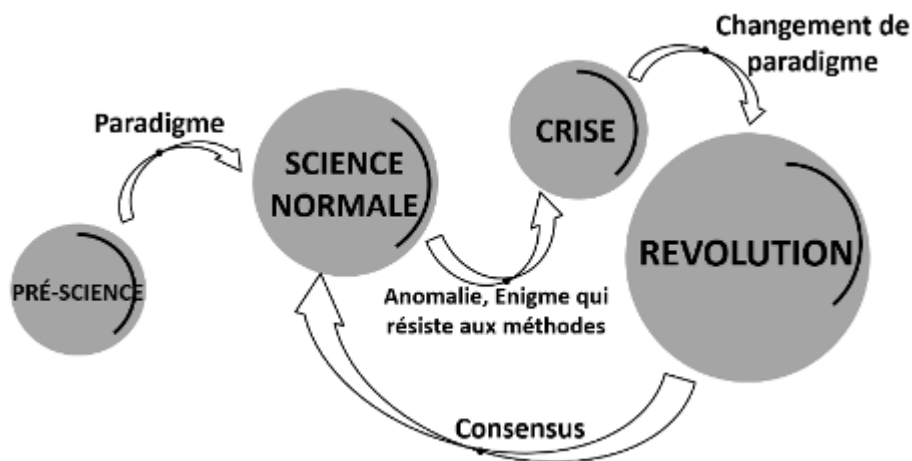 PRÉ-SCIENCE
Paradigme
SCIENCE
NORMALE
Anomalie, Enigme qui
résiste aux méthodes
CRISE
Changement de
paradigme
REVOLUTION
Consensus